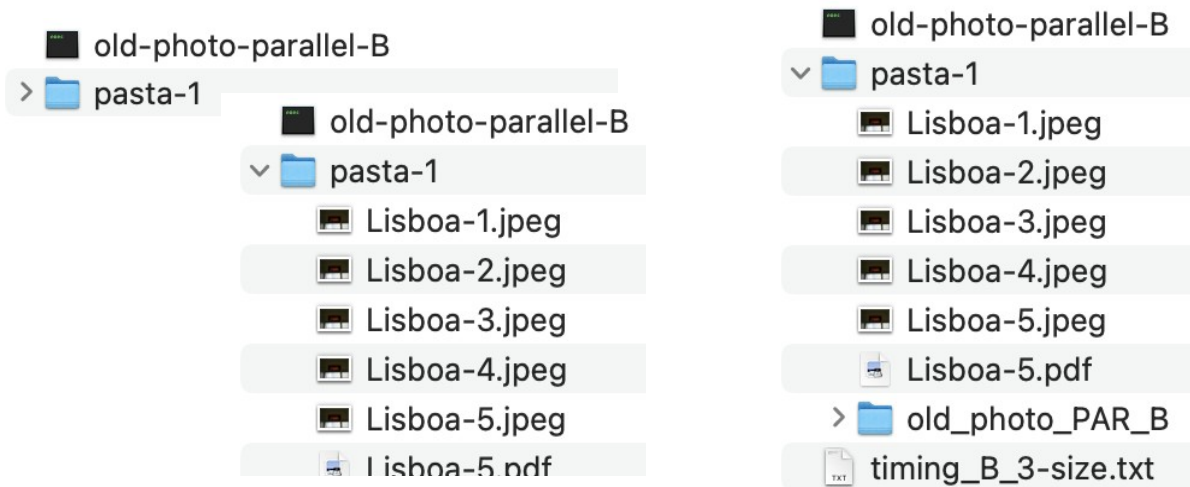 old-photo-parallel-B
pasta-1
old-photo-parallel-B
pasta-1
Lisboa-1.jpeg
Lisboa-2.jpeg
Lisboa-3.jpeg
Lisboa-4.jpeg
Lisboa-5.jpeg
Lisboa-5.pdf
old-photo-parallel-B
pasta-1
Lisboa-1.jpeg
Lisboa-2.jpeg
Lisboa-3.jpeg
Lisboa-4.jpeg
Lisboa-5.jpeg
Lisboa-5.pdf
old_photo_PAR_B
TXT
timing_B_3-size.txt